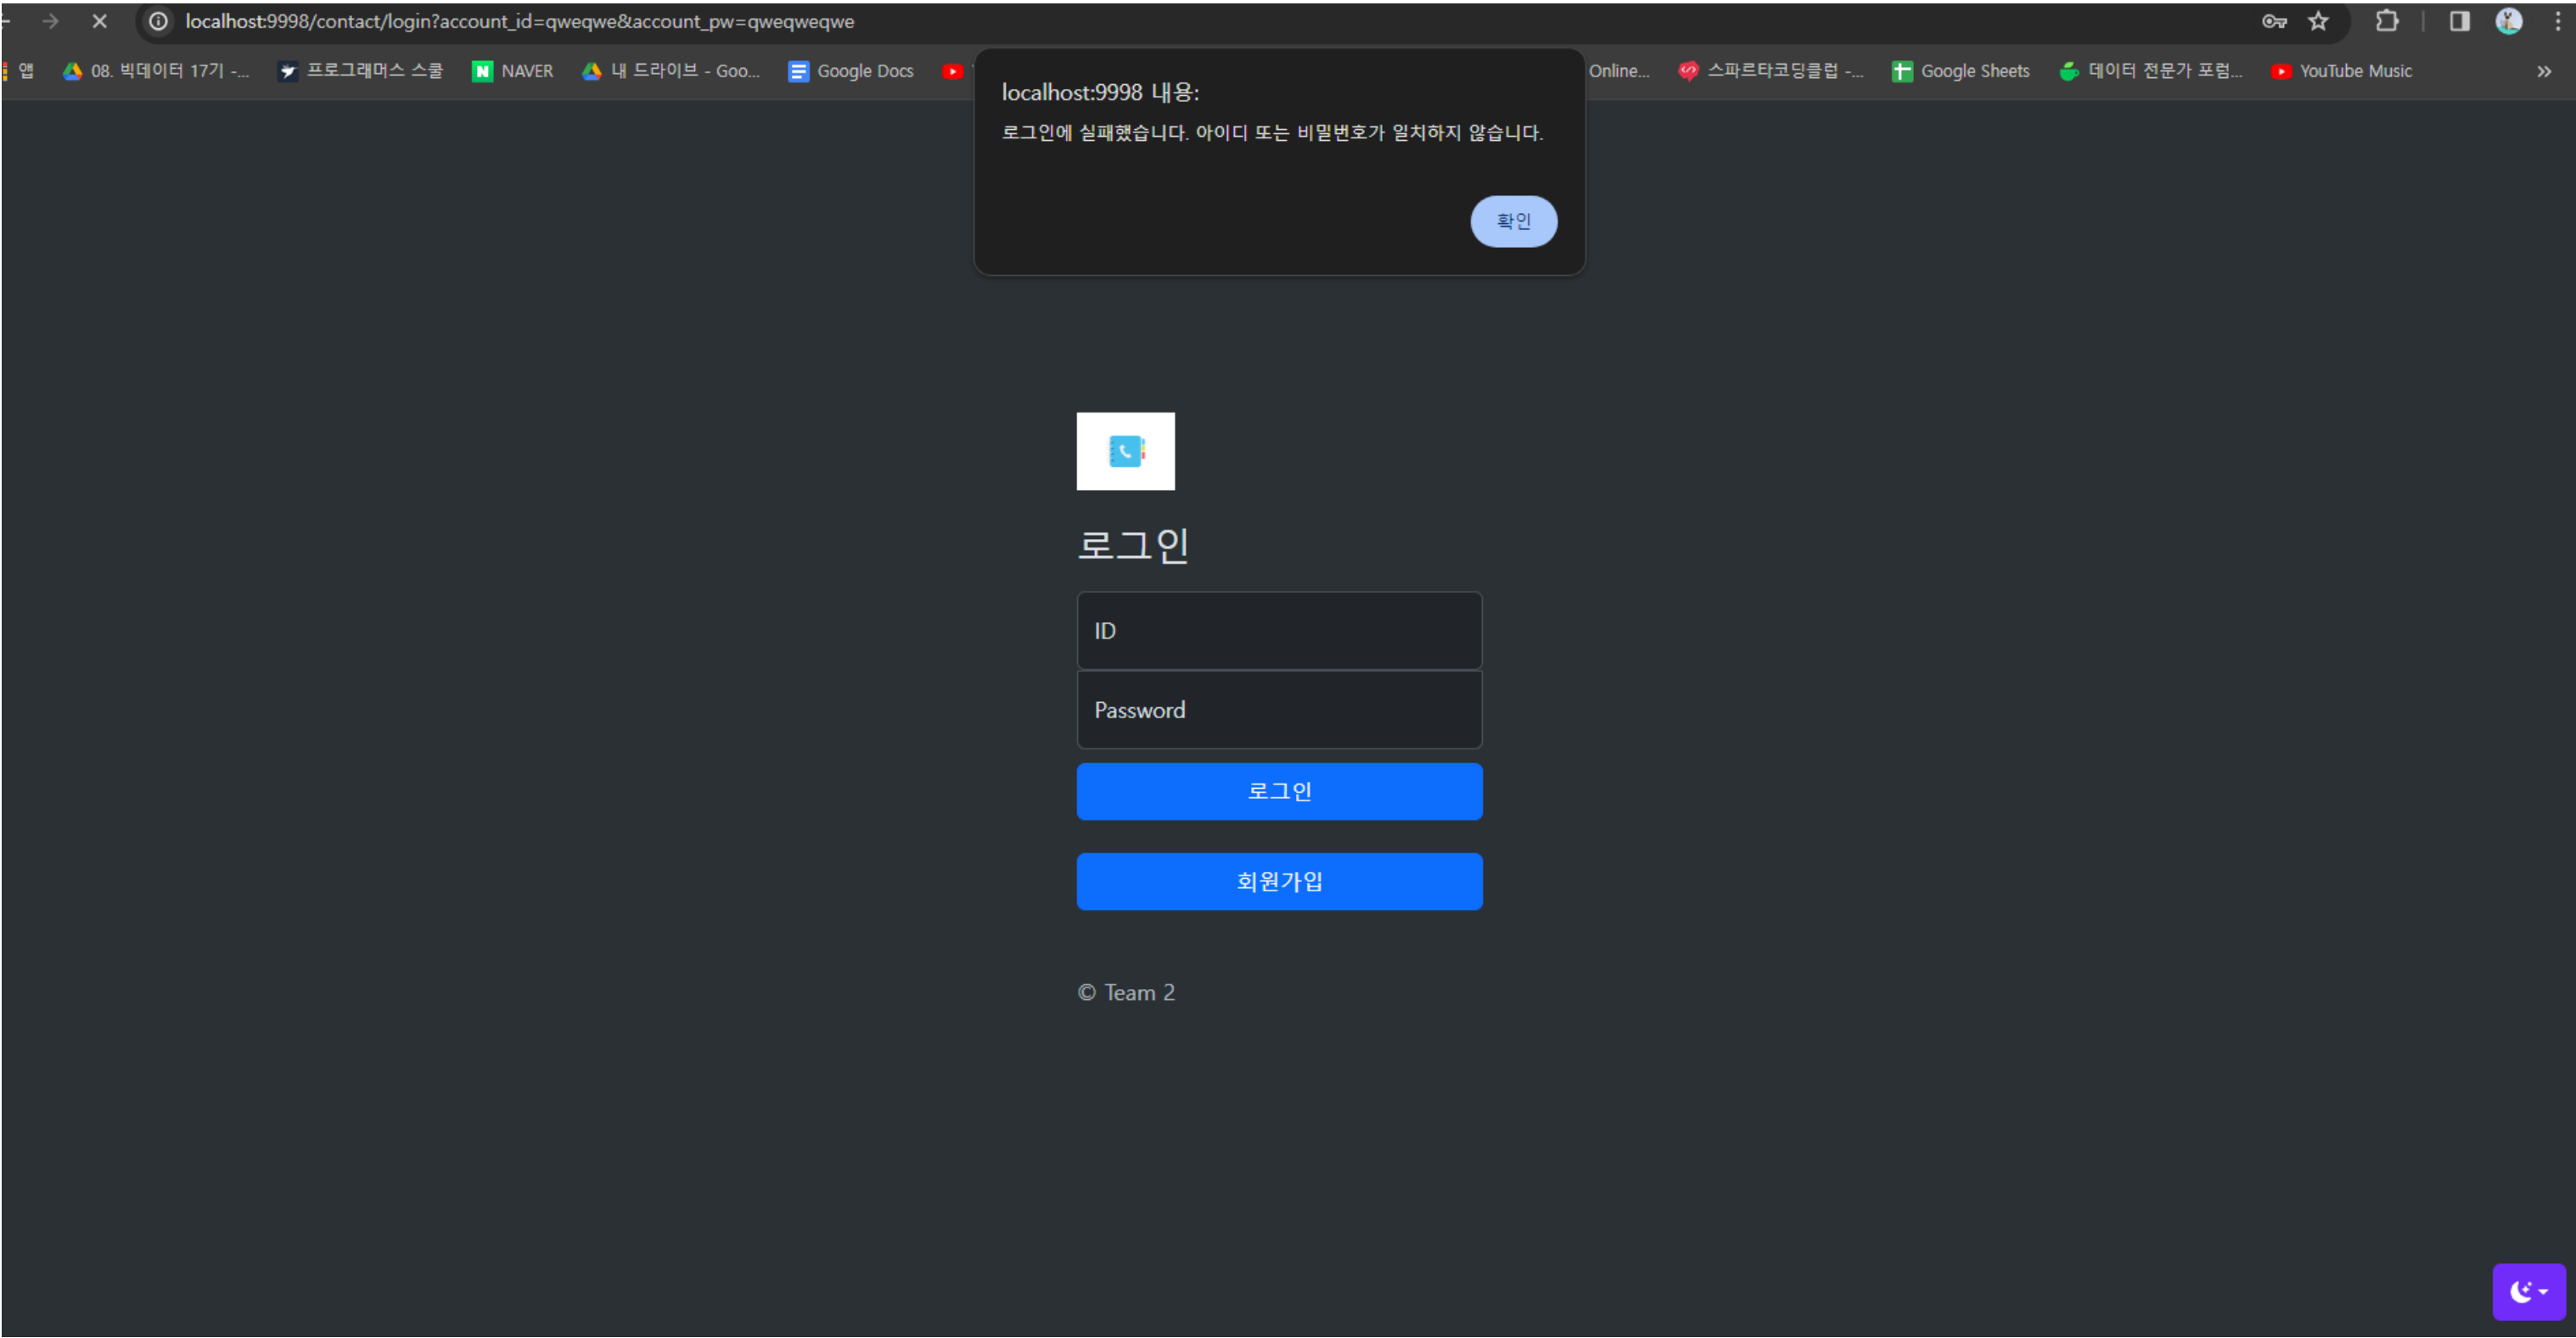 localhost:9998/contact/login?account_id=qweqwe&account_pw=qweqweqwe
앱 08. 빅데이터 17기 -... 프로그래머스 스쿨 NAVER 내 드라이브 - Goo... Google Docs Online... 스파르타코딩클럽 -... Google Sheets 데이터 전문가 포럼... YouTube Music
localhost:9998 내용:
로그인에 실패했습니다. 아이디 또는 비밀번호가 일치하지 않습니다.
확인
로그인
ID
Password
로그인
회원가입
© Team 2